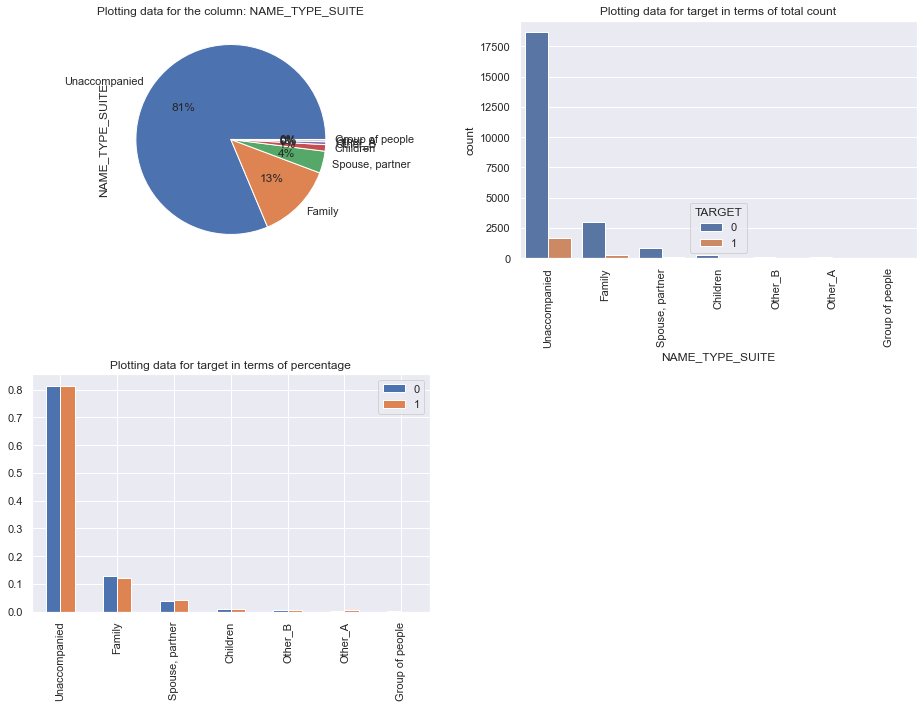 Plotting data for the column: NAME_TYPE_SUITE
Unaccompanied
NAME_TYPE_SUITE
81%
13%
4%
1%
0%
Group of people
Other_B
Children
Spouse, partner
Family
Plotting data for target in terms of total count
count
17500
15000
12500
10000
7500
5000
2500
0
TARGET
0
1
Unaccompanied
Family
Spouse, partner
Children
Other_B
Other_A
Group of people
NAME_TYPE_SUITE
Plotting data for target in terms of percentage
0.8
0.7
0.6
0.5
0.4
0.3
0.2
0.1
0.0
0
1
Unaccompanied
Family
Spouse, partner
Children
Other_B
Other_A
Group of people